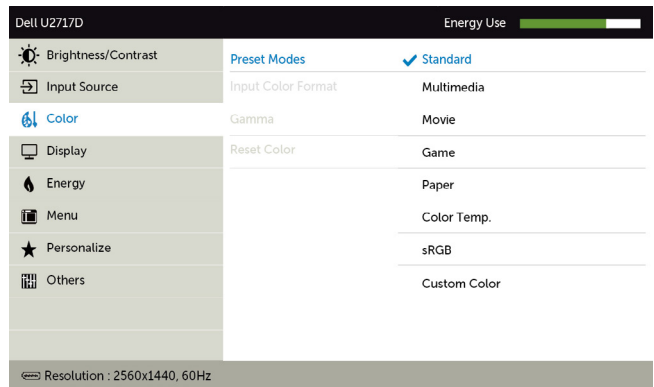 Dell U2717D Energy Use
Brightness/Contrast Preset Modes Standard
Input Source Input Color Format Multimedia
Color Gamma Movie
Display Reset Color Game
Energy Paper
Menu Color Temp.
Personalize sRGB
Others Custom Color
Resolution : 2560x1440, 60Hz